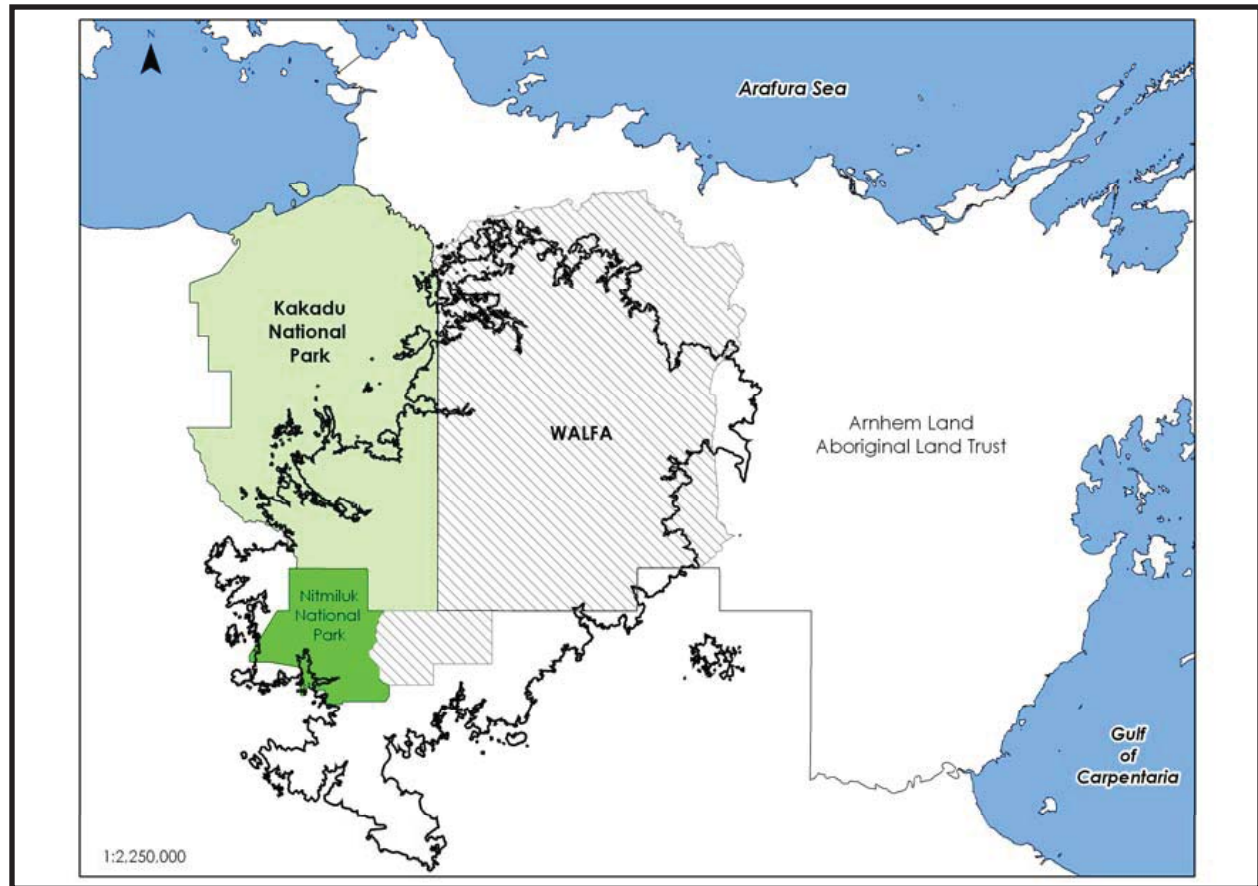 N
Arafura Sea
Kakadu
National
Park
WALFA
Arnhem Land
Aboriginal Land Trust
Nitmiluk
National
Park
Gulf
of
Carpentaria
1:2,250,000